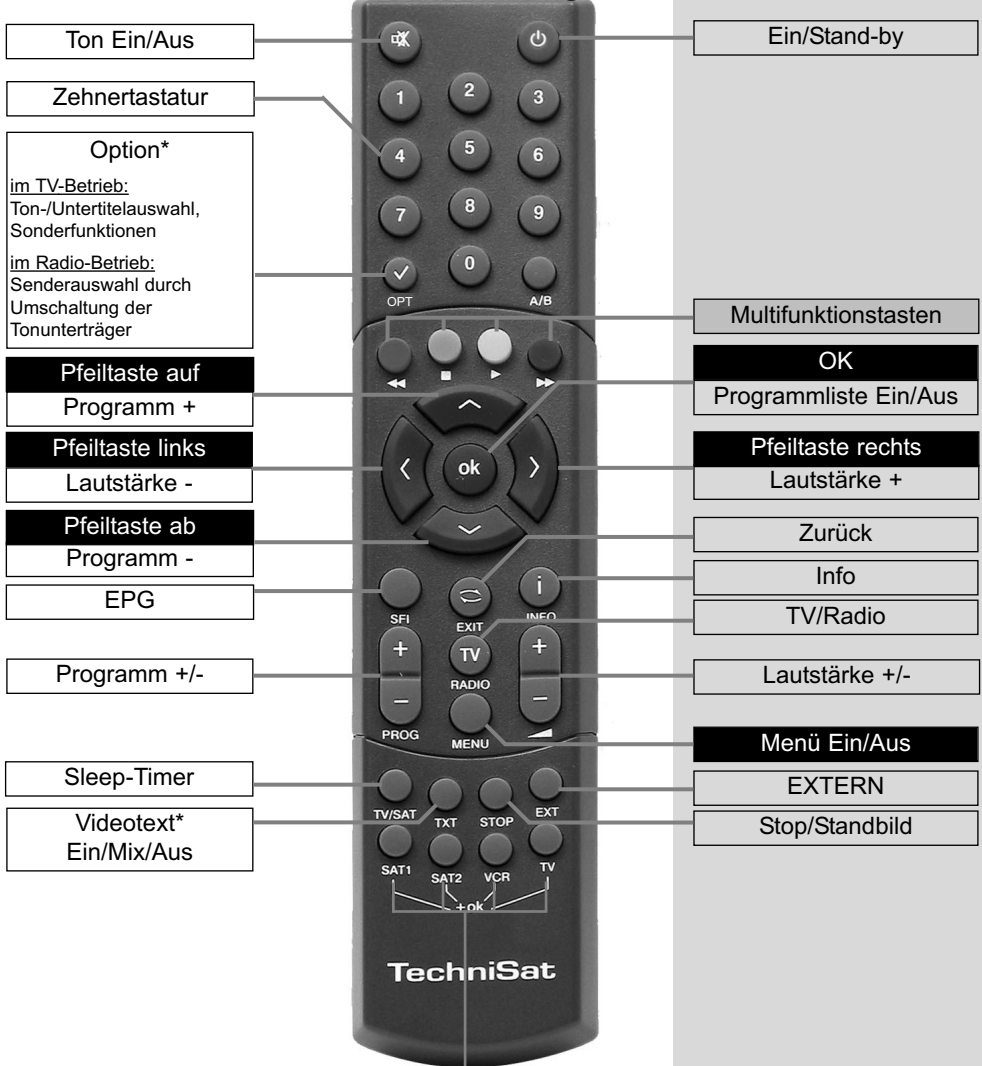 Ton Ein/Aus
Zehnertastatur
Option*
im TV-Betrieb:
Ton-/Untertitelauswahl,
Sonderfunktionen
im Radio-Betrieb:
Senderauswahl durch
Umschaltung der
Tonunterträger
Pfeiltaste auf
Programm +
Pfeiltaste links
Lautstärke -
Pfeiltaste ab
Programm -
EPG
Programm +/-
Sleep-Timer
Videotext*
Ein/Mix/Aus
1 2 3
4 5 6
7 8 9
0
OPT A/B
ok
SFI EXIT INFO
+ TV +
- RADIO -
PROG MENU
TV/SAT TXT STOP EXT
SAT1 SAT2 VCR TV
+ok
TechniSat
Ein/Stand-by
Multifunktionstasten
OK
Programmliste Ein/Aus
Pfeiltaste rechts
Lautstärke +
Zurück
Info
TV/Radio
Lautstärke +/-
Menü Ein/Aus
EXTERN
Stop/Standbild